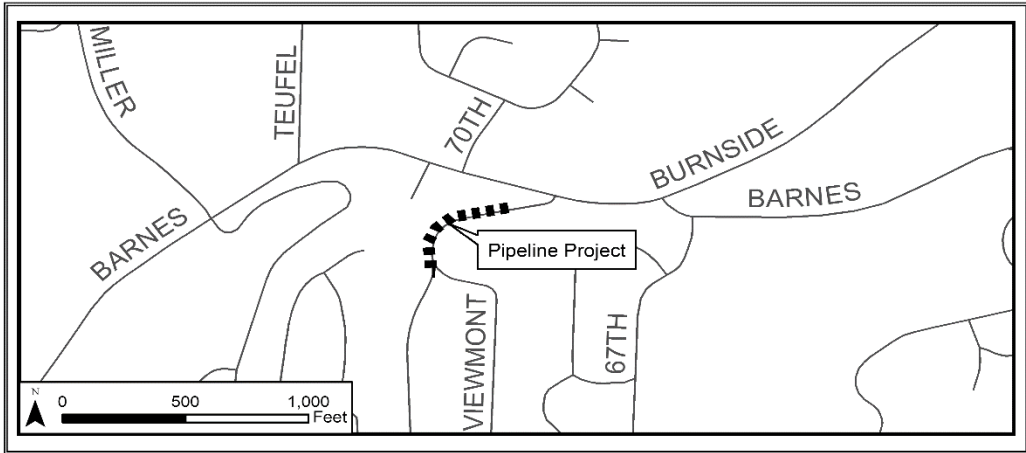 MILLER
TEUFEL
70TH
BURNSIDE
BARNES
BARNES
Pipeline Project
VIEWMONT
67TH
N
0 500 1,000
Feet